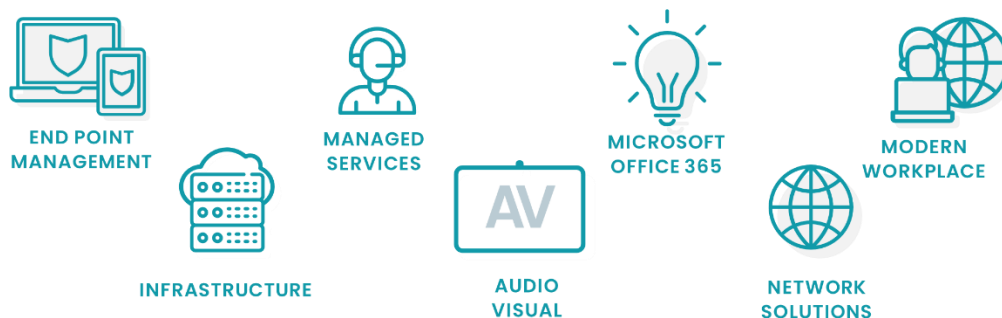 END POINT
MANAGEMENT
MANAGED
SERVICES
MICROSOFT
OFFICE 365
MODERN
WORKPLACE
AV
INFRASTRUCTURE
AUDIO
VISUAL
NETWORK
SOLUTIONS